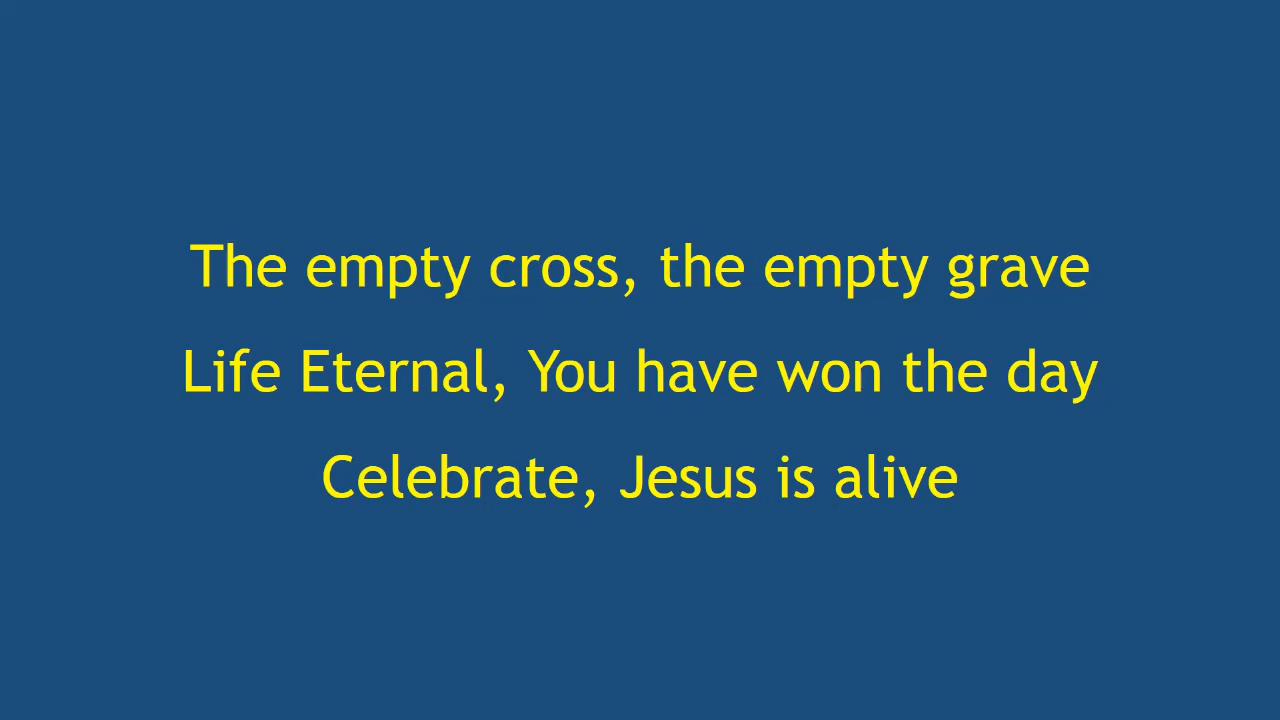 The empty cross, the empty grave
Life Eternal, You have won the day
Celebrate, Jesus is alive